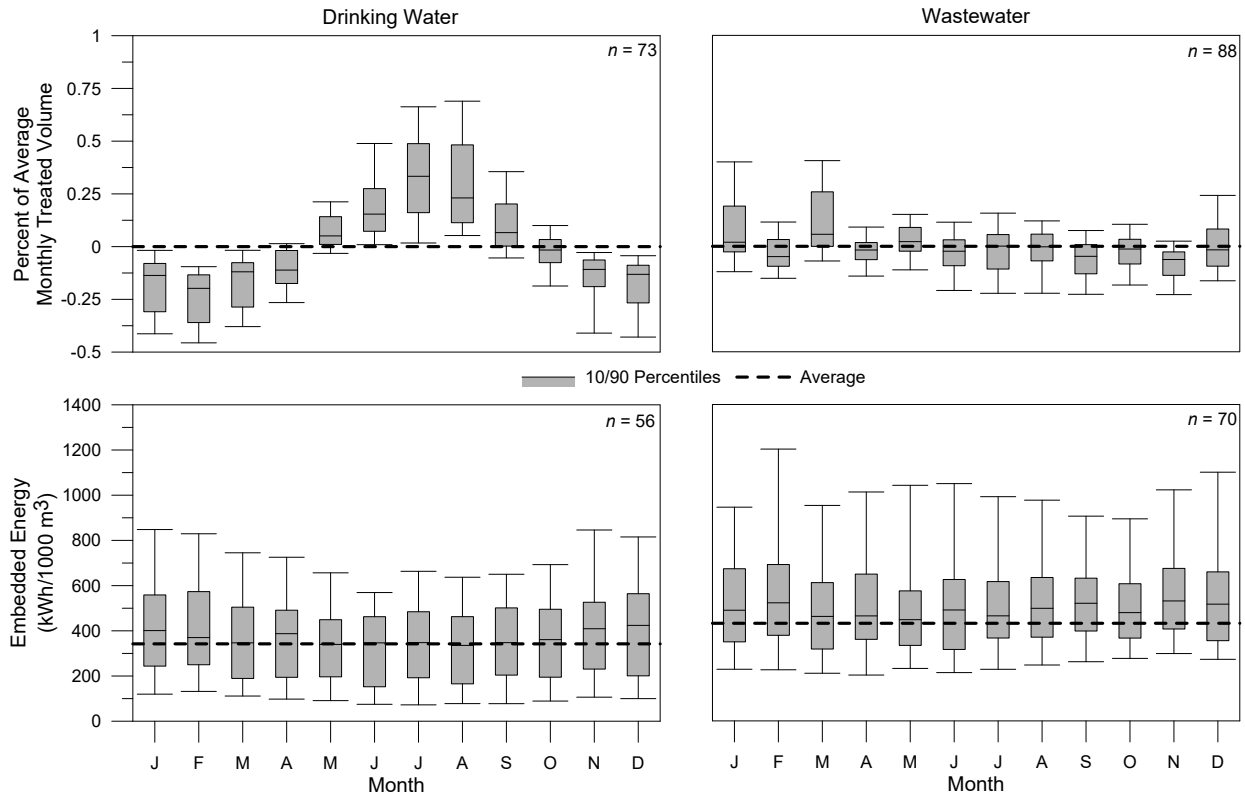 Drinking Water
Wastewater
Percent of Average
Monthly Treated Volume
1
0.75
0.5
0.25
0
-0.25
-0.5
n = 73
n = 88
10/90 Percentiles
Average
Embedded Energy
(kWh/1000 m³)
1400
1200
1000
800
600
400
200
0
n = 56
n = 70
J F M A M J J A S O N D
Month
J F M A M J J A S O N D
Month